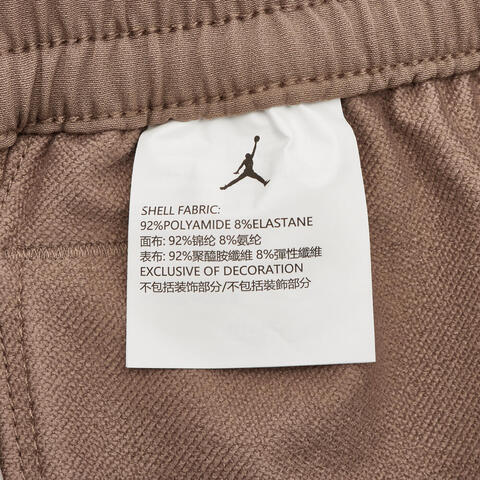 SHELL FABRIC:
92%POLYAMIDE 8%ELASTANE
面布: 92%锦纶 8%氨纶
表布: 92%聚醯胺纖維 8%彈性纖維
EXCLUSIVE OF DECORATION
不包括装饰部分/不包括裝飾部分